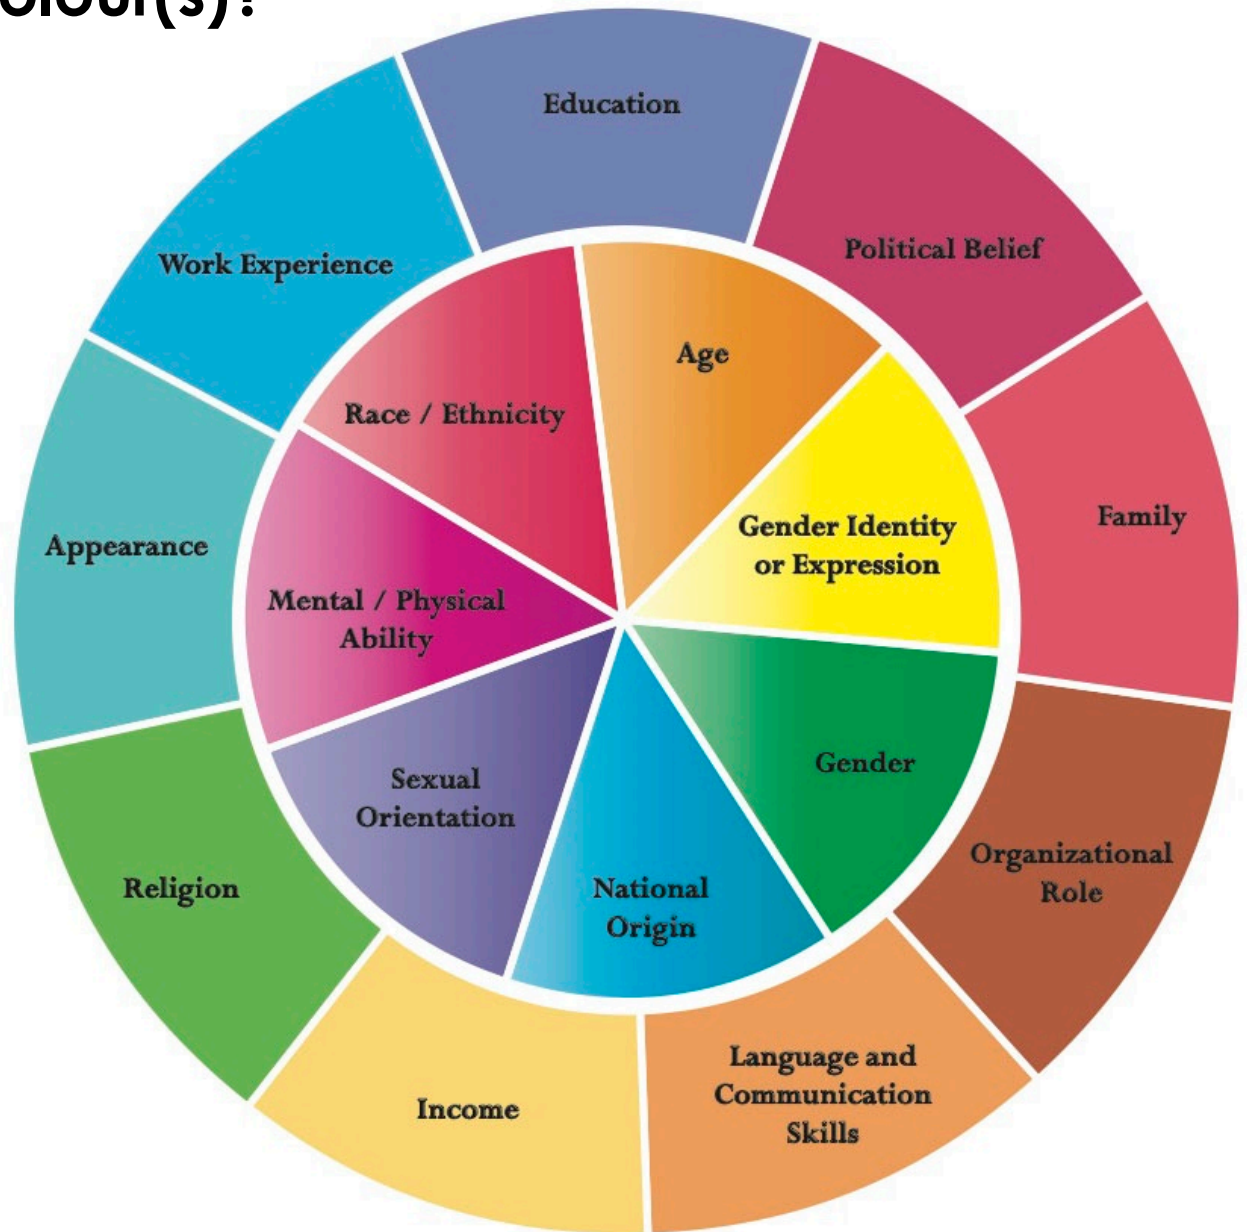 Education
Political Belief
Work Experience
Age
Race / Ethnicity
Family
Gender Identity
or Expression
Appearance
Mental / Physical
Ability
Gender
Sexual
Orientation
Organizational
Role
Religion
National
Origin
Language and
Communication
Skills
Income